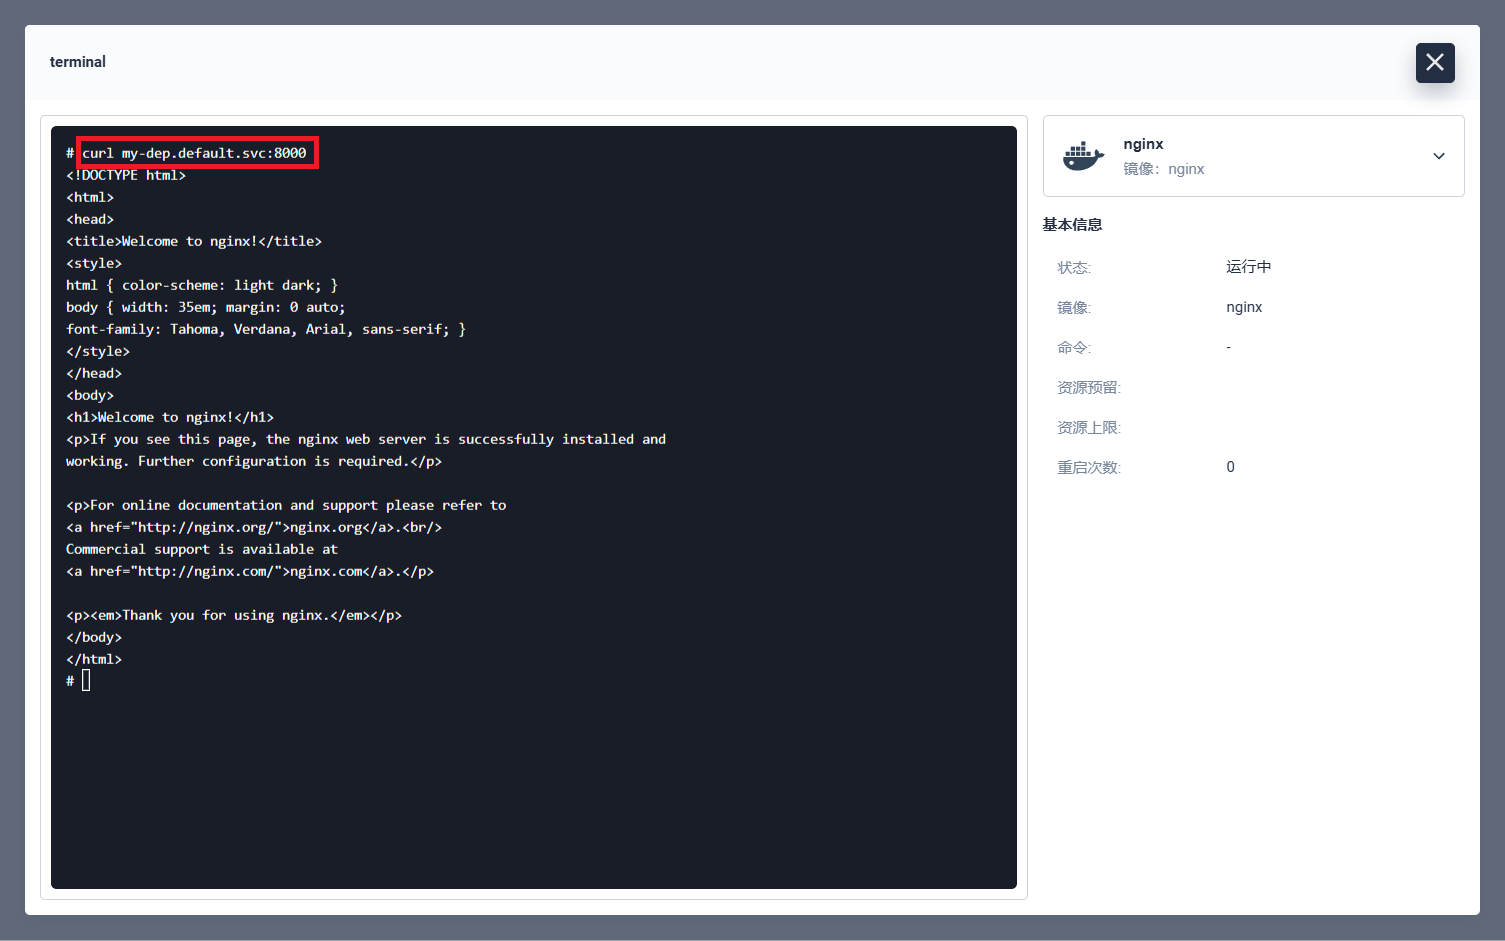 terminal
# curl my-dep.default.svc:8000
<!DOCTYPE html>
<html>
<head>
<title>Welcome to nginx!</title>
<style>
html { color-scheme: light dark; }
body { width: 35em; margin: 0 auto;
font-family: Tahoma, Verdana, Arial, sans-serif; }
</style>
</head>
<body>
<h1>Welcome to nginx!</h1>
<p>If you see this page, the nginx web server is successfully installed and
working. Further configuration is required.</p>
<p>For online documentation and support please refer to
<a href="http://nginx.org/">nginx.org</a>.<br/>
Commercial support is available at
<a href="http://nginx.com/">nginx.com</a>.</p>
<p><em>Thank you for using nginx.</em></p>
</body>
</html>
#
nginx
镜像：nginx
基本信息
状态: 运行中
镜像: nginx
命令: -
资源预留:
资源上限:
重启次数: 0